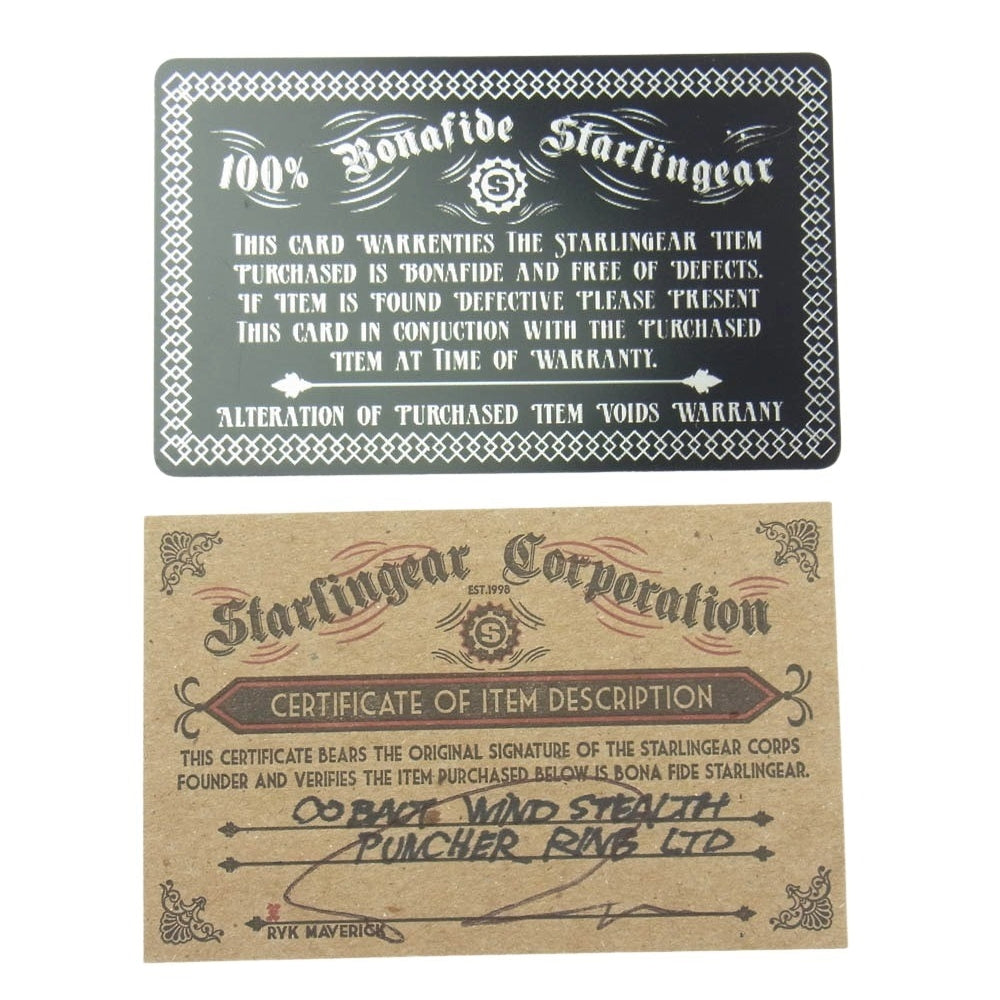 100% Bonafide Starlingear
S
THIS CARD WARRENTIES THE STARLINGEAR ITEM
PURCHASED IS BONAFIDE AND FREE OF DEFECTS.
IF ITEM IS FOUND DEFECTIVE PLEASE PRESENT
THIS CARD IN CONJUCTION WITH THE PURCHASED
ITEM AT TIME OF WARRANTY.
ALTERATION OF PURCHASED ITEM VOIDS WARRANY
Starlingear Corporation
EST.1998
S
CERTIFICATE OF ITEM DESCRIPTION
THIS CERTIFICATE BEARS THE ORIGINAL SIGNATURE OF THE STARLINGEAR CORPS
FOUNDER AND VERIFIES THE ITEM PURCHASED BELOW IS BONA FIDE STARLINGEAR.
COBALT WIND STEALTH
PUNCHER RING LTD
X
RYK MAVERICK